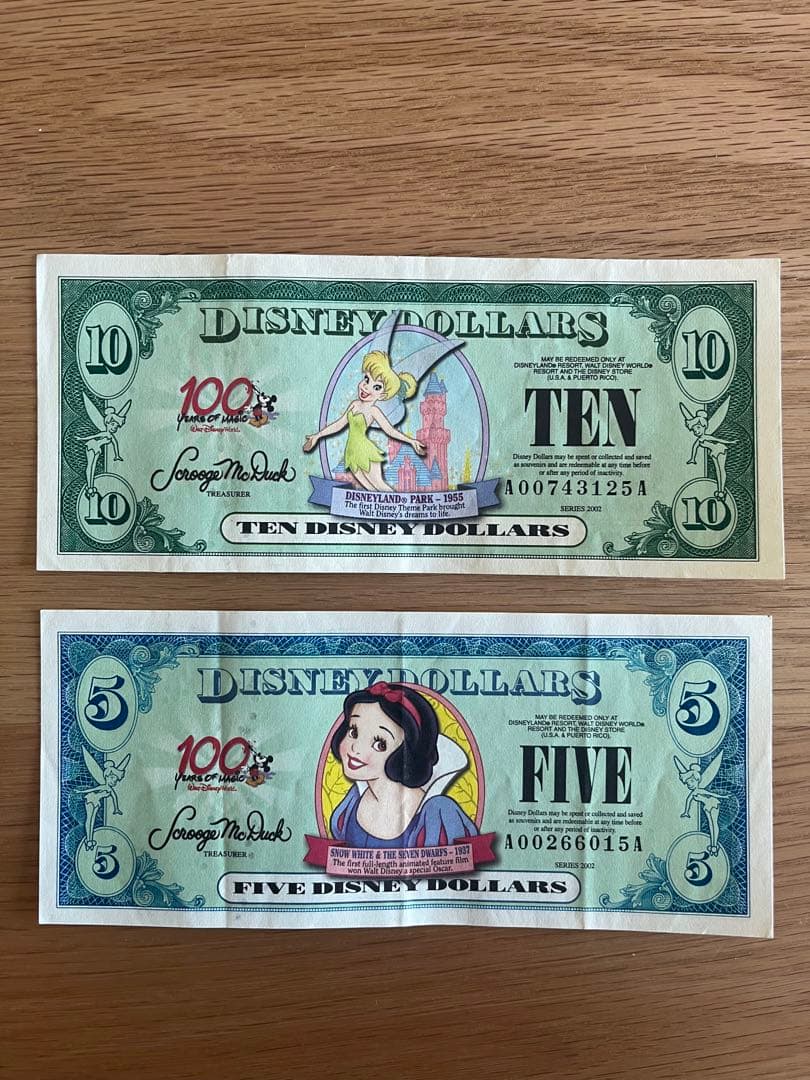 DISNEY DOLLARS
10
10
MAY BE REDEEMED ONLY AT
DISNEYLAND® RESORT, WALT DISNEY WORLD®
RESORT AND THE DISNEY STORE
(U.S.A. & PUERTO RICO).
100
YEARS OF MAGIC
Walt Disney World
TEN
Scrooge McDuck
TREASURER
Disney Dollars may be spent or collected and saved
as souvenirs and are redeemable at any time before
or after any period of inactivity.
A00743125A
DISNEYLAND® PARK – 1955
The first Disney Theme Park brought
Walt Disney's dreams to life.
SERIES 2002
10
10
TEN DISNEY DOLLARS
DISNEY DOLLARS
5
5
MAY BE REDEEMED ONLY AT
DISNEYLAND® RESORT, WALT DISNEY WORLD®
RESORT AND THE DISNEY STORE
(U.S.A. & PUERTO RICO).
100
YEARS OF MAGIC
Walt Disney World
FIVE
Scrooge McDuck
TREASURER
Disney Dollars may be spent or collected and saved
as souvenirs and are redeemable at any time before
or after any period of inactivity.
A00266015A
SNOW WHITE & THE SEVEN DWARFS – 1937
The first full-length animated feature film
won Walt Disney a special Oscar.
SERIES 2002
5
5
FIVE DISNEY DOLLARS